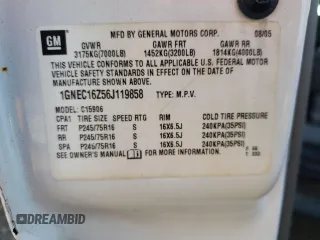 GM
MFD BY GENERAL MOTORS CORP. 08/05
GVWR GAWR FRT GAWR RR
3175KG(7000LB) 1452KG(3200LB) 1814KG(4000LB)
THIS VEHICLE CONFORMS TO ALL APPLICABLE U.S. FEDERAL MOTOR
VEHICLE SAFETY STANDARDS IN EFFECT ON THE DATE OF
MANUFACTURE SHOWN ABOVE.
1GNEC16Z56J119858 TYPE: M.P.V.
MODEL: C15906
CPA1 TIRE SIZE SPEED RTG RIM COLD TIRE PRESSURE
FRT P245/75R16 S 16X6.5J 240KPA(35PSI)
RR P245/75R16 S 16X6.5J 240KPA(35PSI)
SPA P245/75R16 S 16X6.5J 240KPA(35PSI)
SEE OWNER'S MANUAL FOR MORE INFORMATION.
DREAMBID